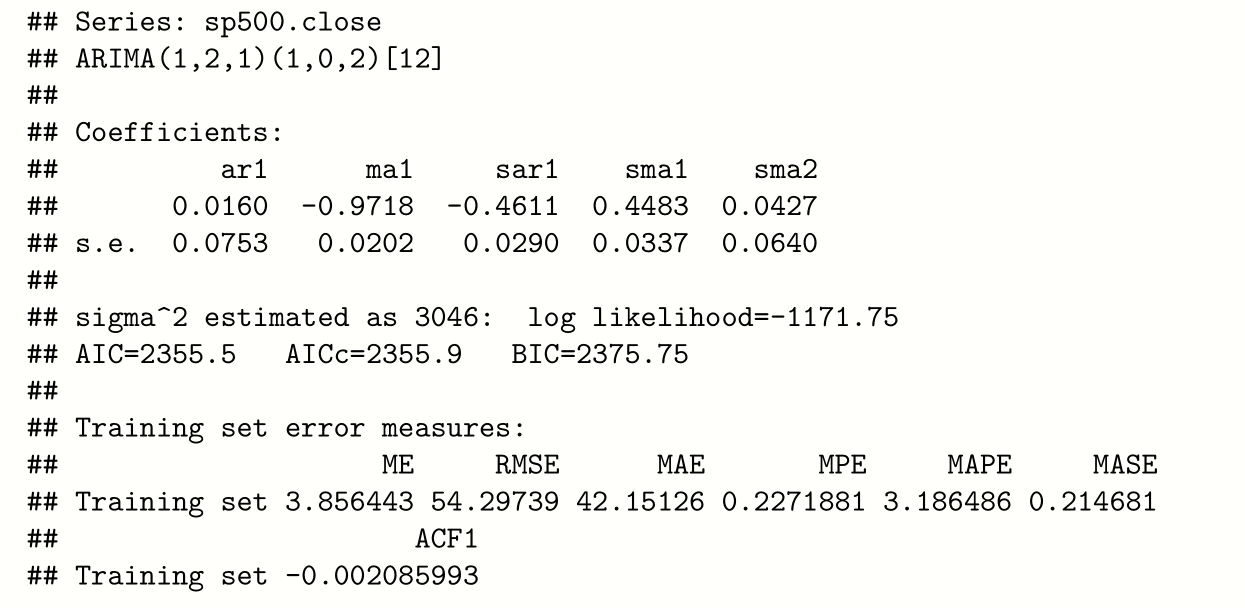 ## Series: sp500.close
## ARIMA(1,2,1)(1,0,2)[12]
##
## Coefficients:
##          ar1      ma1     sar1    sma1    sma2
##       0.0160  -0.9718  -0.4611  0.4483  0.0427
## s.e.  0.0753   0.0202   0.0290  0.0337  0.0640
##
## sigma^2 estimated as 3046:  log likelihood=-1171.75
## AIC=2355.5   AICc=2355.9   BIC=2375.75
##
## Training set error measures:
##                    ME     RMSE      MAE       MPE     MAPE     MASE
## Training set 3.856443 54.29739 42.15126 0.2271881 3.186486 0.214681
##                      ACF1
## Training set -0.002085993